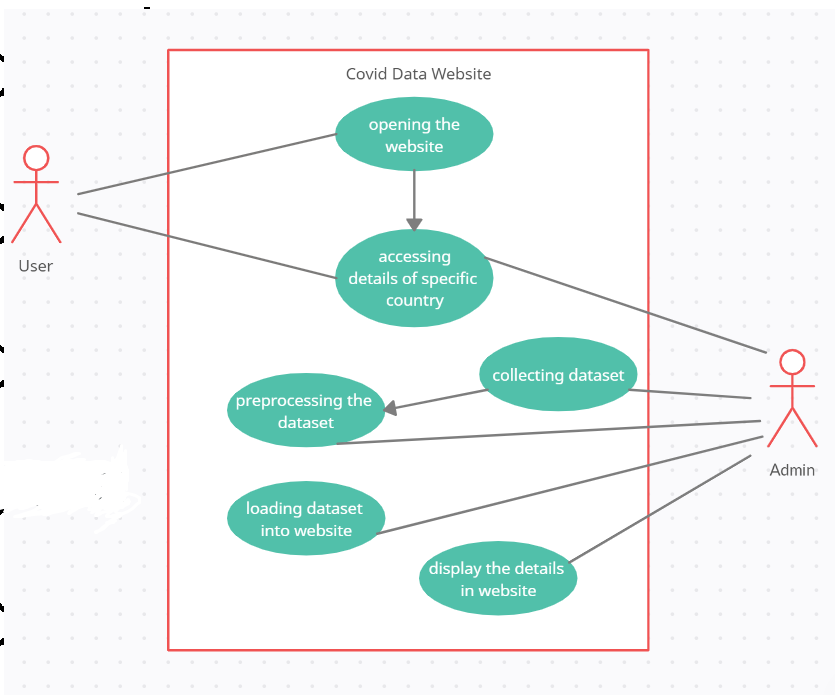 Covid Data Website
opening the
website
User
accessing
details of specific
country
collecting dataset
preprocessing the
dataset
Admin
loading dataset
into website
display the details
in website